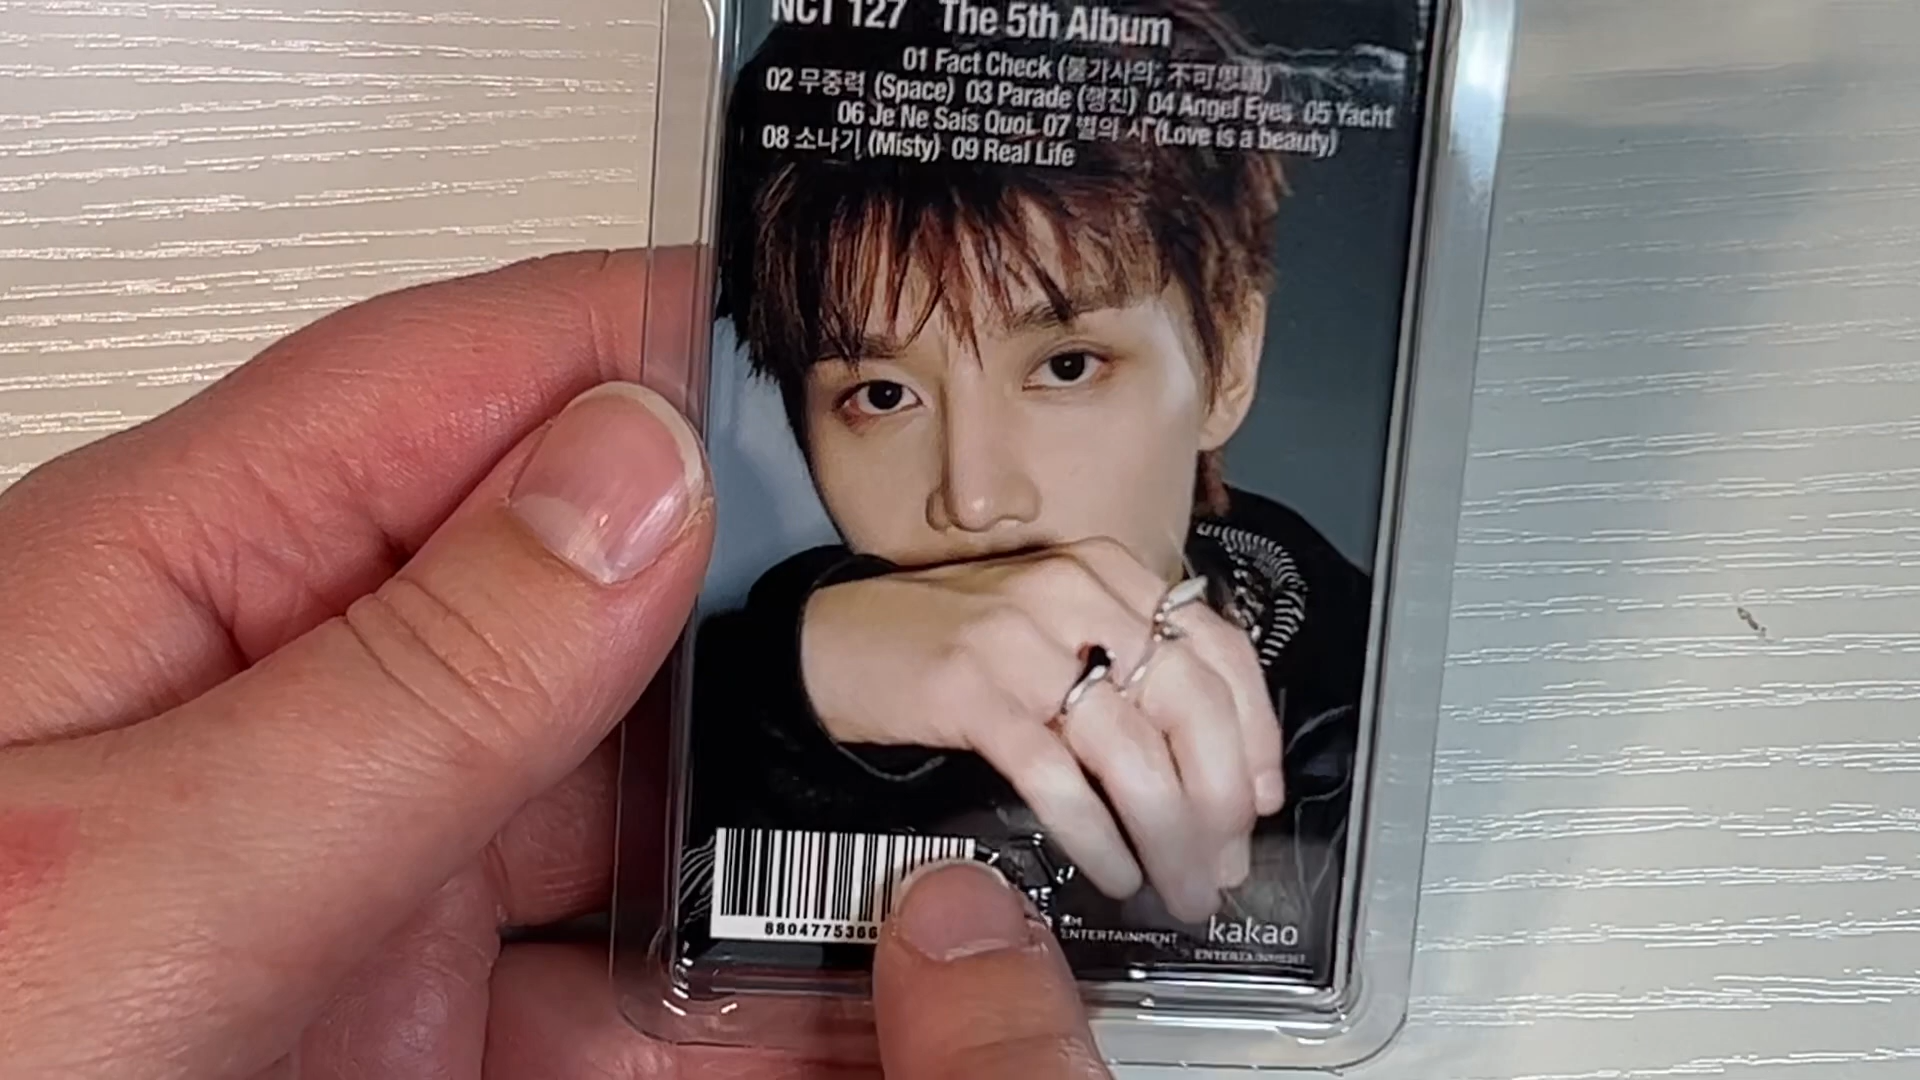 NCT 127 The 5th Album
01 Fact Check (불가사의; 不可思議)
02 무중력 (Space) 03 Parade (행진) 04 Angel Eyes 05 Yacht
06 Je Ne Sais Quoi 07 별의 시 (Love is a beauty)
08 소나기 (Misty) 09 Real Life
8804775366
ENTERTAINMENT
kakao
ENTERTAINMENT